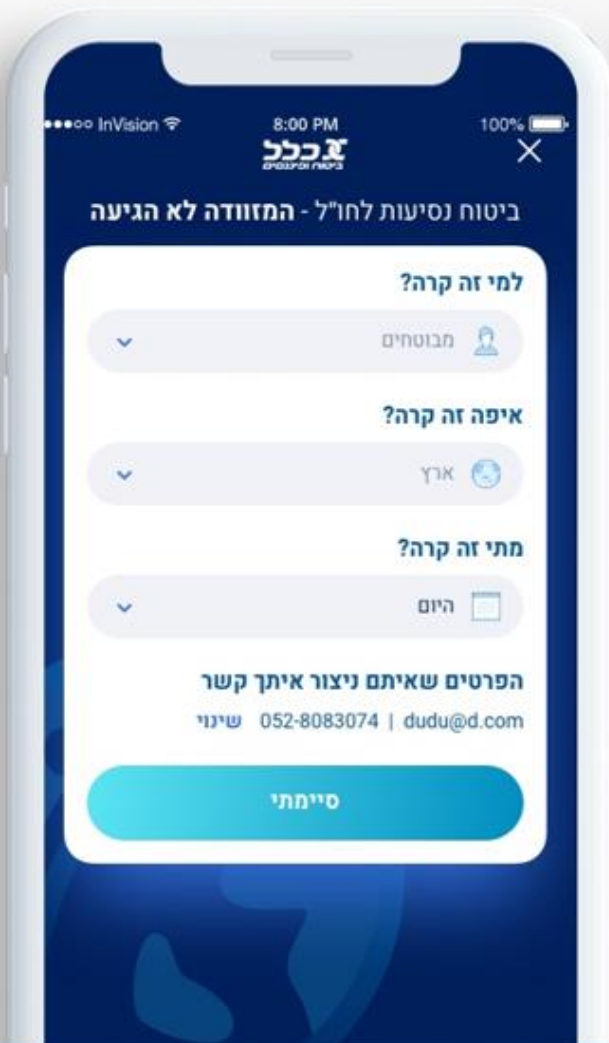 InVision 8:00 PM 100%
כלל
ביטוח ופיננסים
ביטוח נסיעות לחו״ל - המזוודה לא הגיעה
למי זה קרה?
מבוטחים
איפה זה קרה?
ארץ
מתי זה קרה?
היום
הפרטים שאיתם ניצור איתך קשר
dudu@d.com | 052-8083074 שינוי
סיימתי